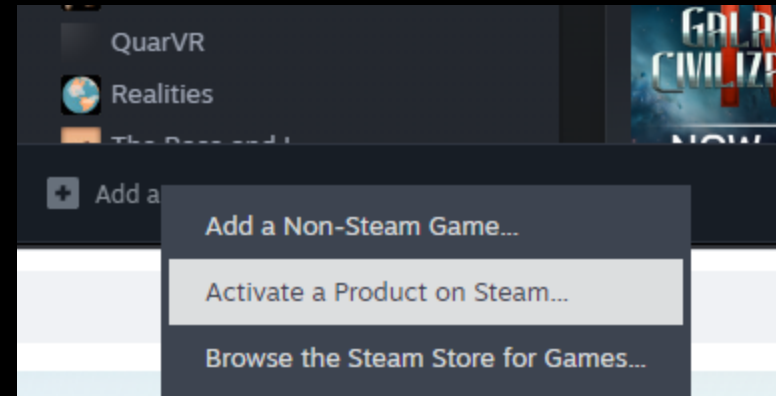 QuarVR
Realities
Add a
Add a Non-Steam Game...
Activate a Product on Steam...
Browse the Steam Store for Games...